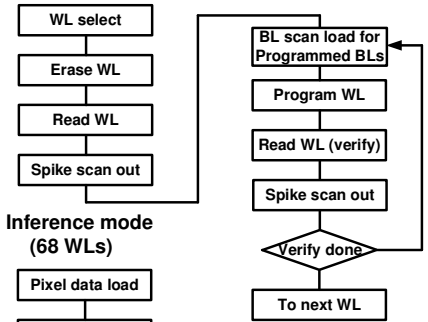 WL select
Erase WL
Read WL
Spike scan out
BL scan load for
Programmed BLs
Program WL
Read WL (verify)
Spike scan out
Verify done
To next WL
Inference mode
(68 WLs)
Pixel data load